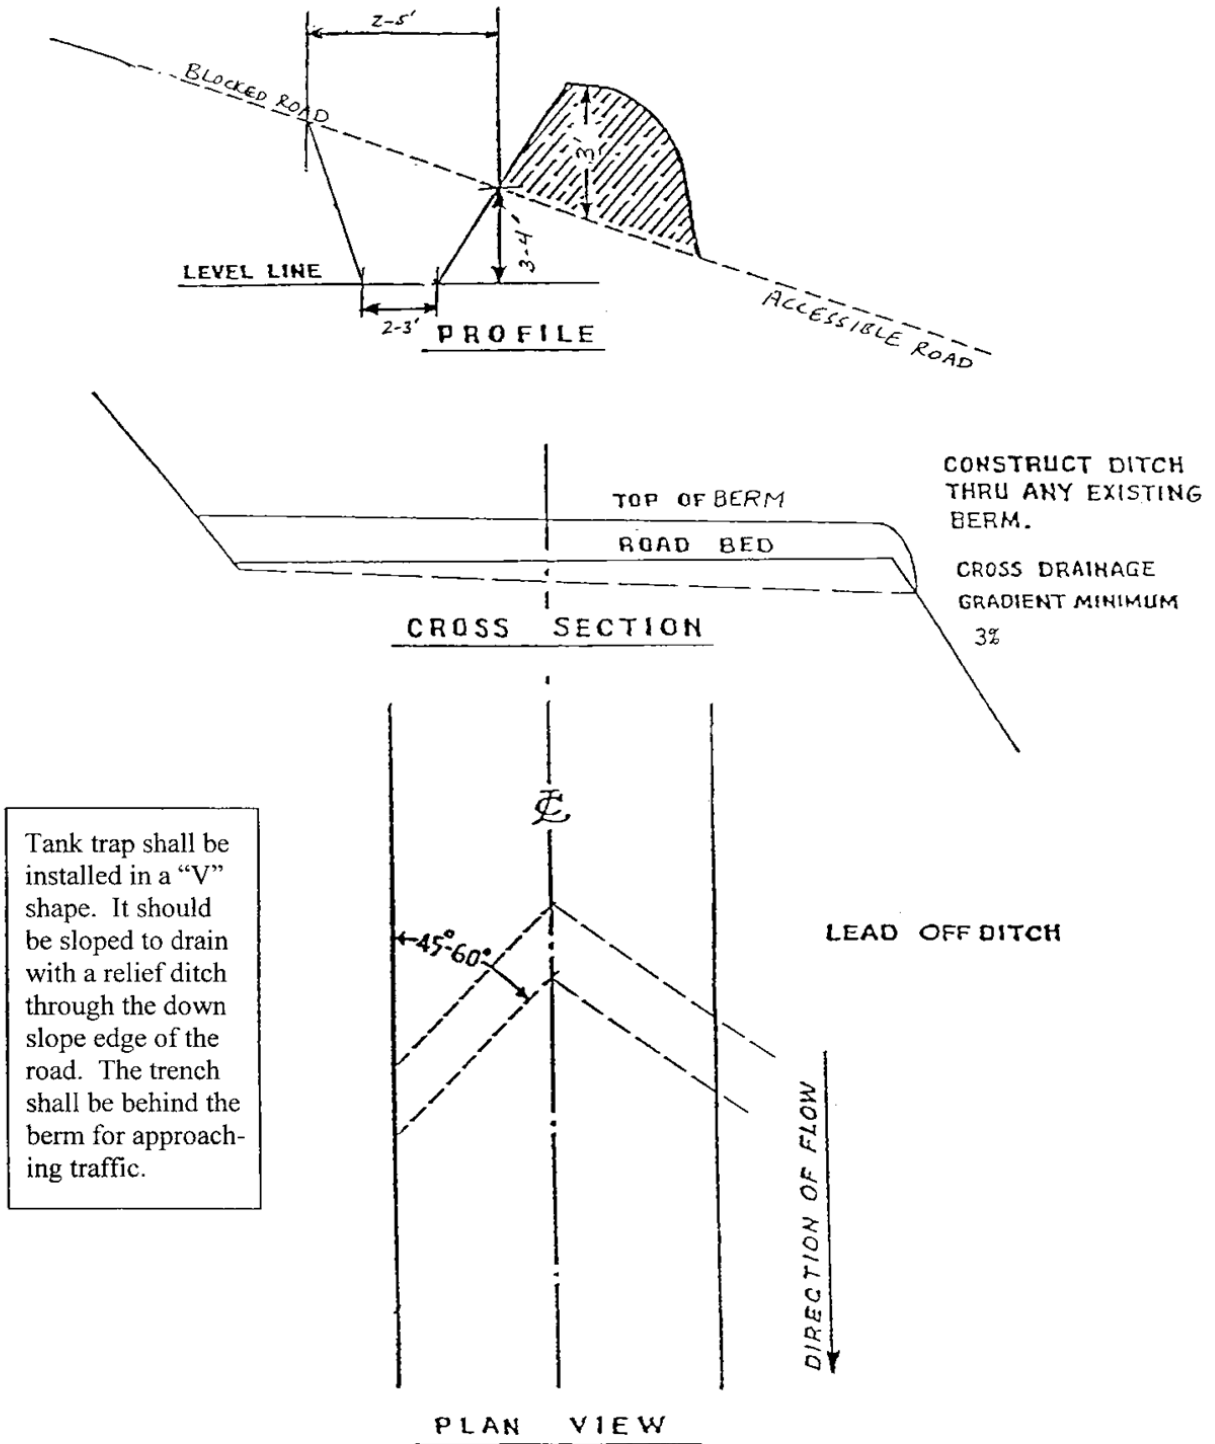 2-5'
BLOCKED ROAD
3'
3-4'
LEVEL LINE
2-3'
PROFILE
ACCESSIBLE ROAD
CONSTRUCT DITCH
THRU ANY EXISTING
BERM.
TOP OF BERM
ROAD BED
CROSS DRAINAGE
GRADIENT MINIMUM
3%
CROSS SECTION
℄
Tank trap shall be
installed in a “V”
shape. It should
be sloped to drain
with a relief ditch
through the down
slope edge of the
road. The trench
shall be behind the
berm for approach-
ing traffic.
45°-60°
LEAD OFF DITCH
DIRECTION OF FLOW
PLAN VIEW